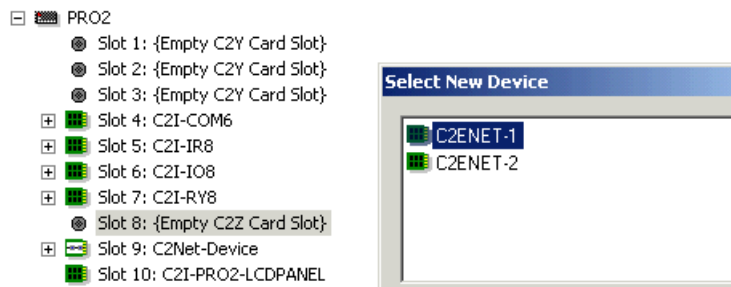 PRO2
Slot 1: {Empty C2Y Card Slot}
Slot 2: {Empty C2Y Card Slot}
Slot 3: {Empty C2Y Card Slot}
Slot 4: C2I-COM6
Slot 5: C2I-IR8
Slot 6: C2I-IO8
Slot 7: C2I-RY8
Slot 8: {Empty C2Z Card Slot}
Slot 9: C2Net-Device
Slot 10: C2I-PRO2-LCDPANEL
Select New Device
C2ENET-1
C2ENET-2